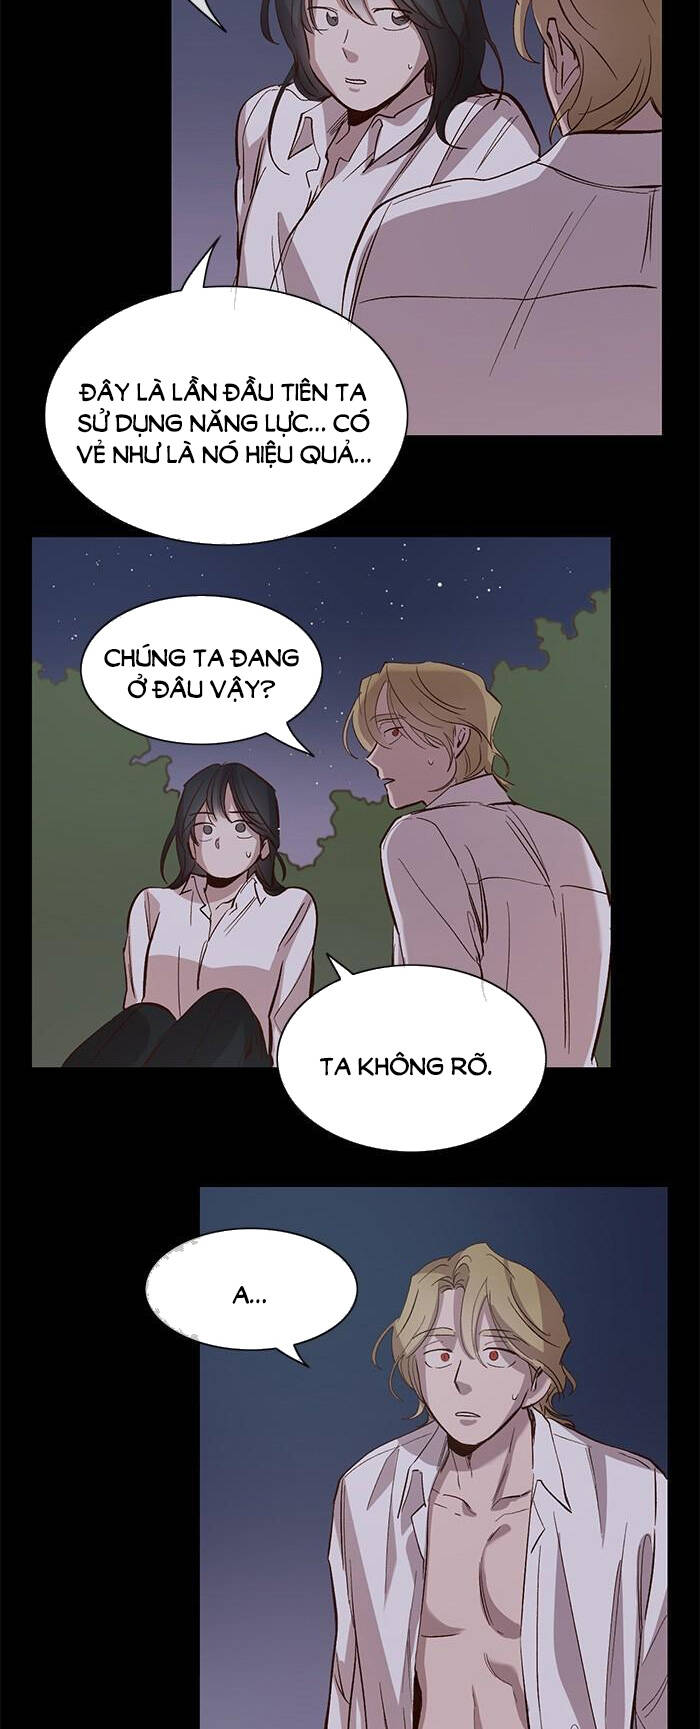 ĐÂY LÀ LẦN ĐẦU TIÊN TA
SỬ DỤNG NĂNG LỰC... CÓ
VẺ NHƯ LÀ NÓ HIỆU QUẢ...
CHÚNG TA ĐANG
Ở ĐÂU VẬY?
TA KHÔNG RÕ.
A...